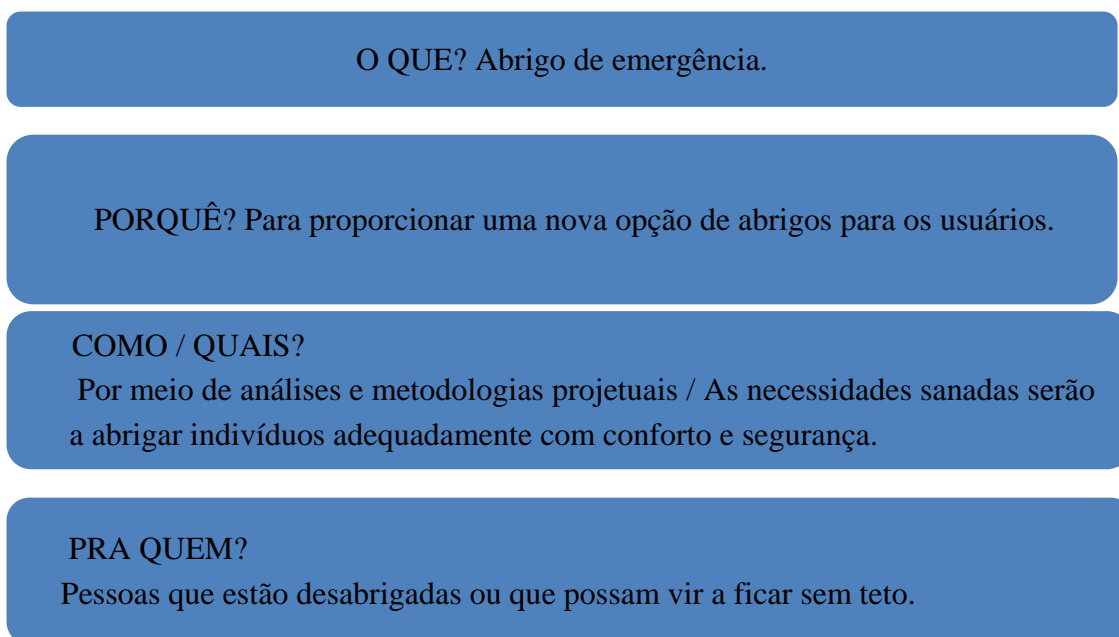 O QUE? Abrigo de emergência.
PORQUÊ? Para proporcionar uma nova opção de abrigos para os usuários.
COMO / QUAIS?
Por meio de análises e metodologias projetuais / As necessidades sanadas serão
a abrigar indivíduos adequadamente com conforto e segurança.
PRA QUEM?
Pessoas que estão desabrigadas ou que possam vir a ficar sem teto.